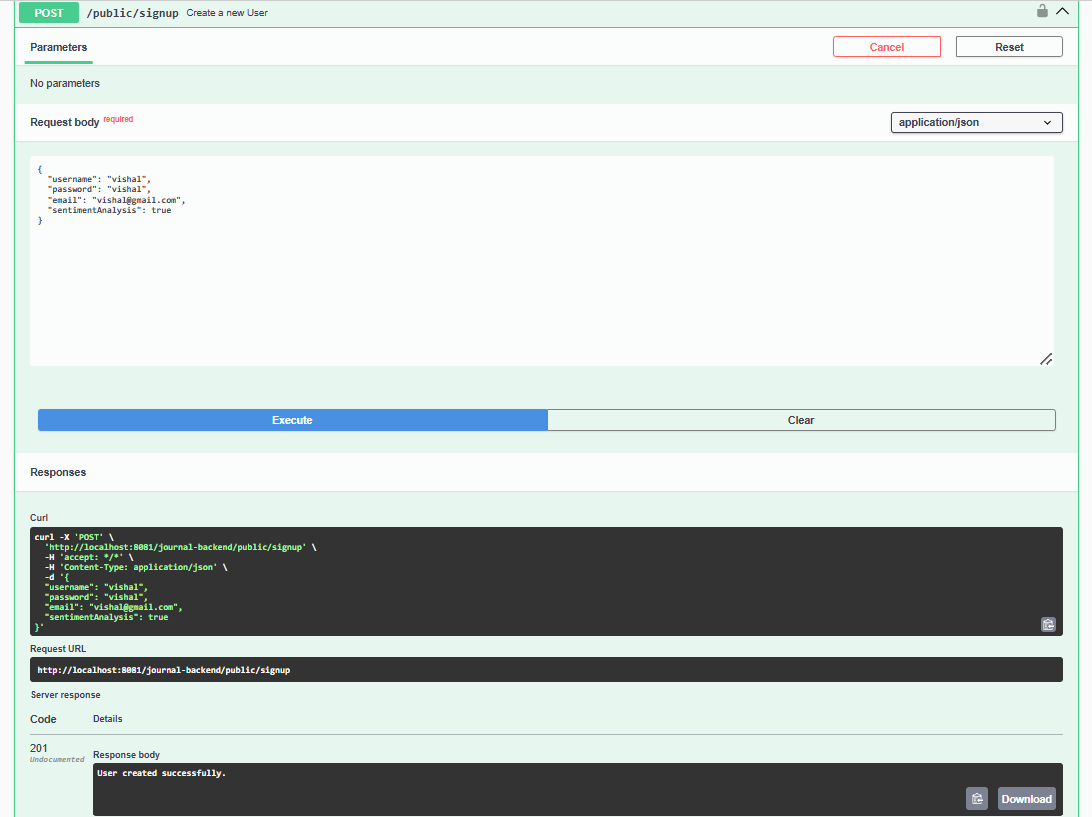 POST /public/signup Create a new User
Parameters Cancel Reset
No parameters
Request body required application/json
{
  "username": "vishal",
  "password": "vishal",
  "email": "vishal@gmail.com",
  "sentimentAnalysis": true
}
Execute Clear
Responses
Curl
curl -X 'POST' \
  'http://localhost:8081/journal-backend/public/signup' \
  -H 'accept: */*' \
  -H 'Content-Type: application/json' \
  -d '{
  "username": "vishal",
  "password": "vishal",
  "email": "vishal@gmail.com",
  "sentimentAnalysis": true
}'
Request URL
http://localhost:8081/journal-backend/public/signup
Server response
Code Details
201
Undocumented
Response body
User created successfully.
Download